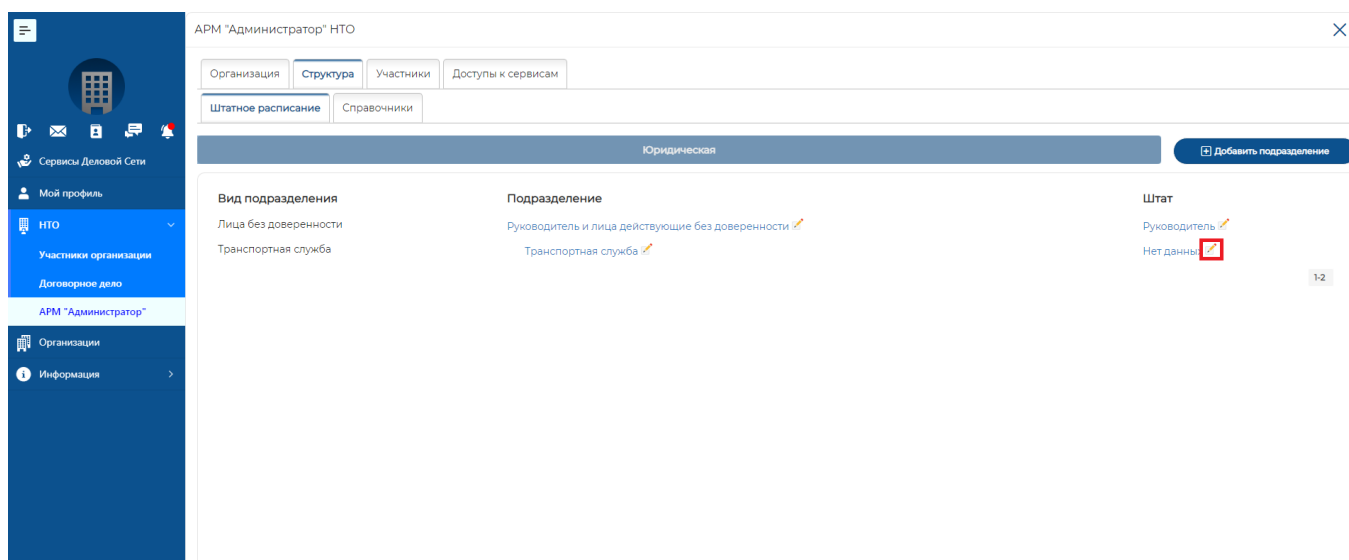 АРМ "Администратор" НТО
Организация Структура Участники Доступы к сервисам
Штатное расписание Справочники
Юридическая Добавить подразделение
Вид подразделения Подразделение Штат
Лица без доверенности Руководитель и лица действующие без доверенности Руководитель
Транспортная служба Транспортная служба Нет данных
1-2
Сервисы Деловой Сети
Мой профиль
НТО
Участники организации
Договорное дело
АРМ "Администратор"
Организации
Информация